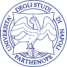 UNIVERSITÀ DEGLI STUDI DI NAPOLI
PARTHENOPE